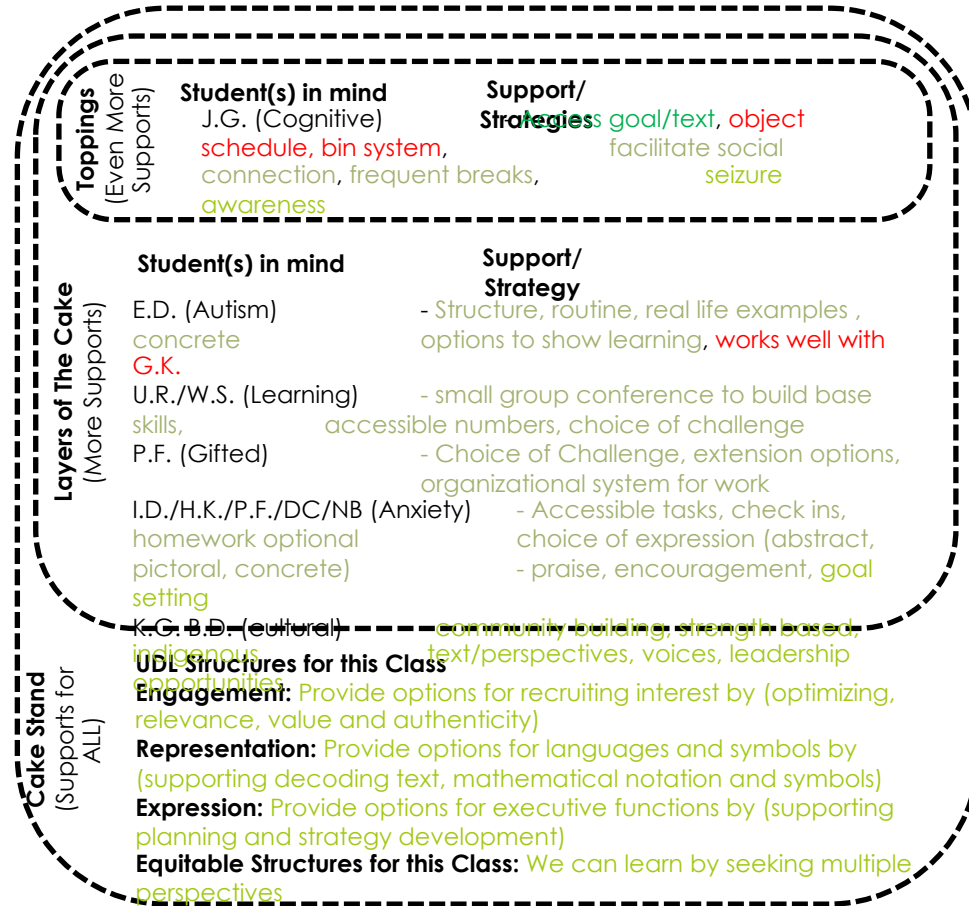 Toppings
(Even More
Supports)
Student(s) in mind Support/
Strategies
J.G. (Cognitive) - Access goal/text, object
schedule, bin system, facilitate social
connection, frequent breaks, seizure
awareness
Layers of The Cake
(More Supports)
Student(s) in mind Support/
Strategy
E.D. (Autism) - Structure, routine, real life examples ,
concrete options to show learning, works well with
G.K.
U.R./W.S. (Learning) - small group conference to build base
skills, accessible numbers, choice of challenge
P.F. (Gifted) - Choice of Challenge, extension options,
organizational system for work
I.D./H.K./P.F./DC/NB (Anxiety) - Accessible tasks, check ins,
homework optional choice of expression (abstract,
pictoral, concrete) - praise, encouragement, goal
setting
K.G. B.D. (cultural) - community building, strength based,
indigenous text/perspectives, voices, leadership
opportunities
Cake Stand
(Supports for
ALL)
UDL Structures for this Class
Engagement: Provide options for recruiting interest by (optimizing,
relevance, value and authenticity)
Representation: Provide options for languages and symbols by
(supporting decoding text, mathematical notation and symbols)
Expression: Provide options for executive functions by (supporting
planning and strategy development)
Equitable Structures for this Class: We can learn by seeking multiple
perspectives